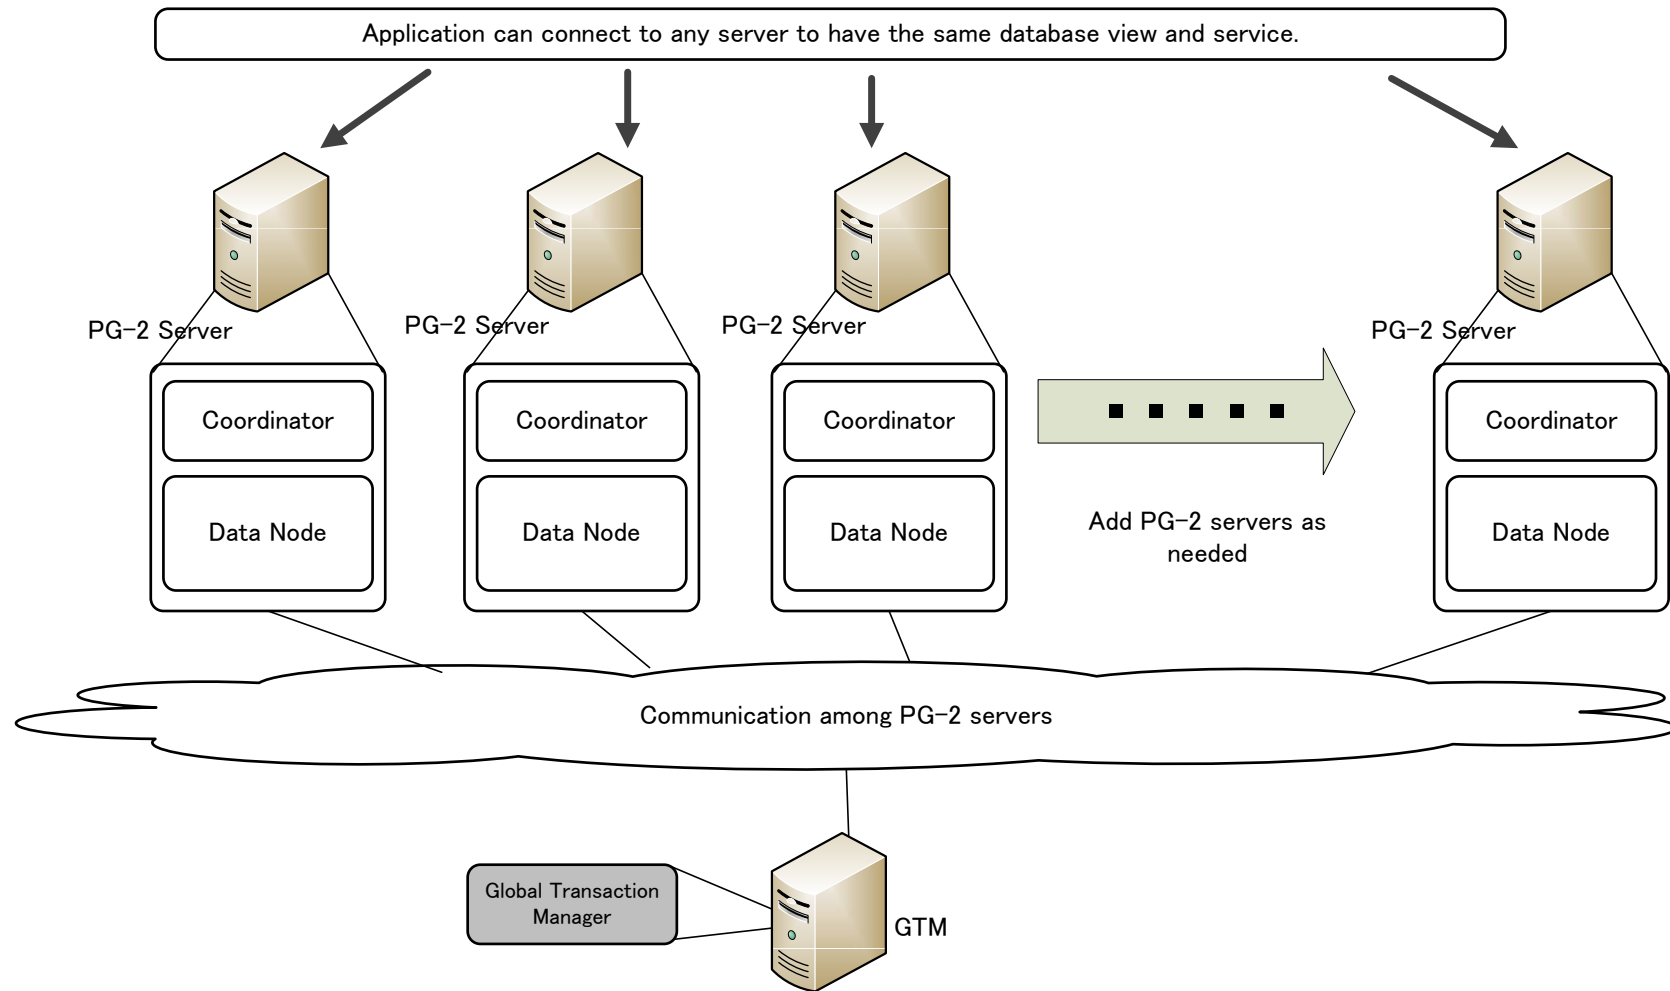 Application can connect to any server to have the same database view and service.
PG-2 Server
PG-2 Server
PG-2 Server
PG-2 Server
Coordinator
Coordinator
Coordinator
Coordinator
Data Node
Data Node
Data Node
Add PG-2 servers as
needed
Data Node
Communication among PG-2 servers
Global Transaction
Manager
GTM